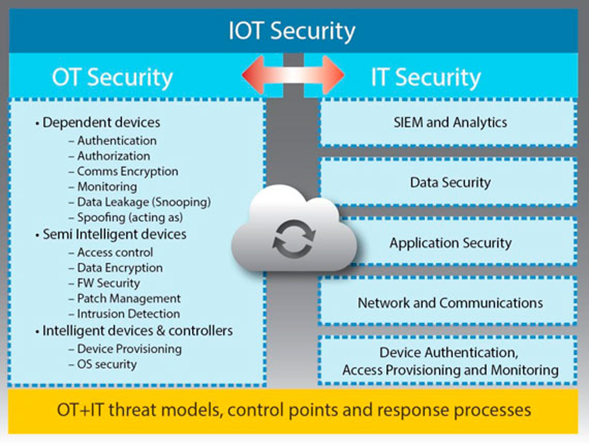 IOT Security
OT Security
IT Security
• Dependent devices
– Authentication
– Authorization
– Comms Encryption
– Monitoring
– Data Leakage (Snooping)
– Spoofing (acting as)
• Semi Intelligent devices
– Access control
– Data Encryption
– FW Security
– Patch Management
– Intrusion Detection
• Intelligent devices & controllers
– Device Provisioning
– OS security
SIEM and Analytics
Data Security
Application Security
Network and Communications
Device Authentication,
Access Provisioning and Monitoring
OT+IT threat models, control points and response processes